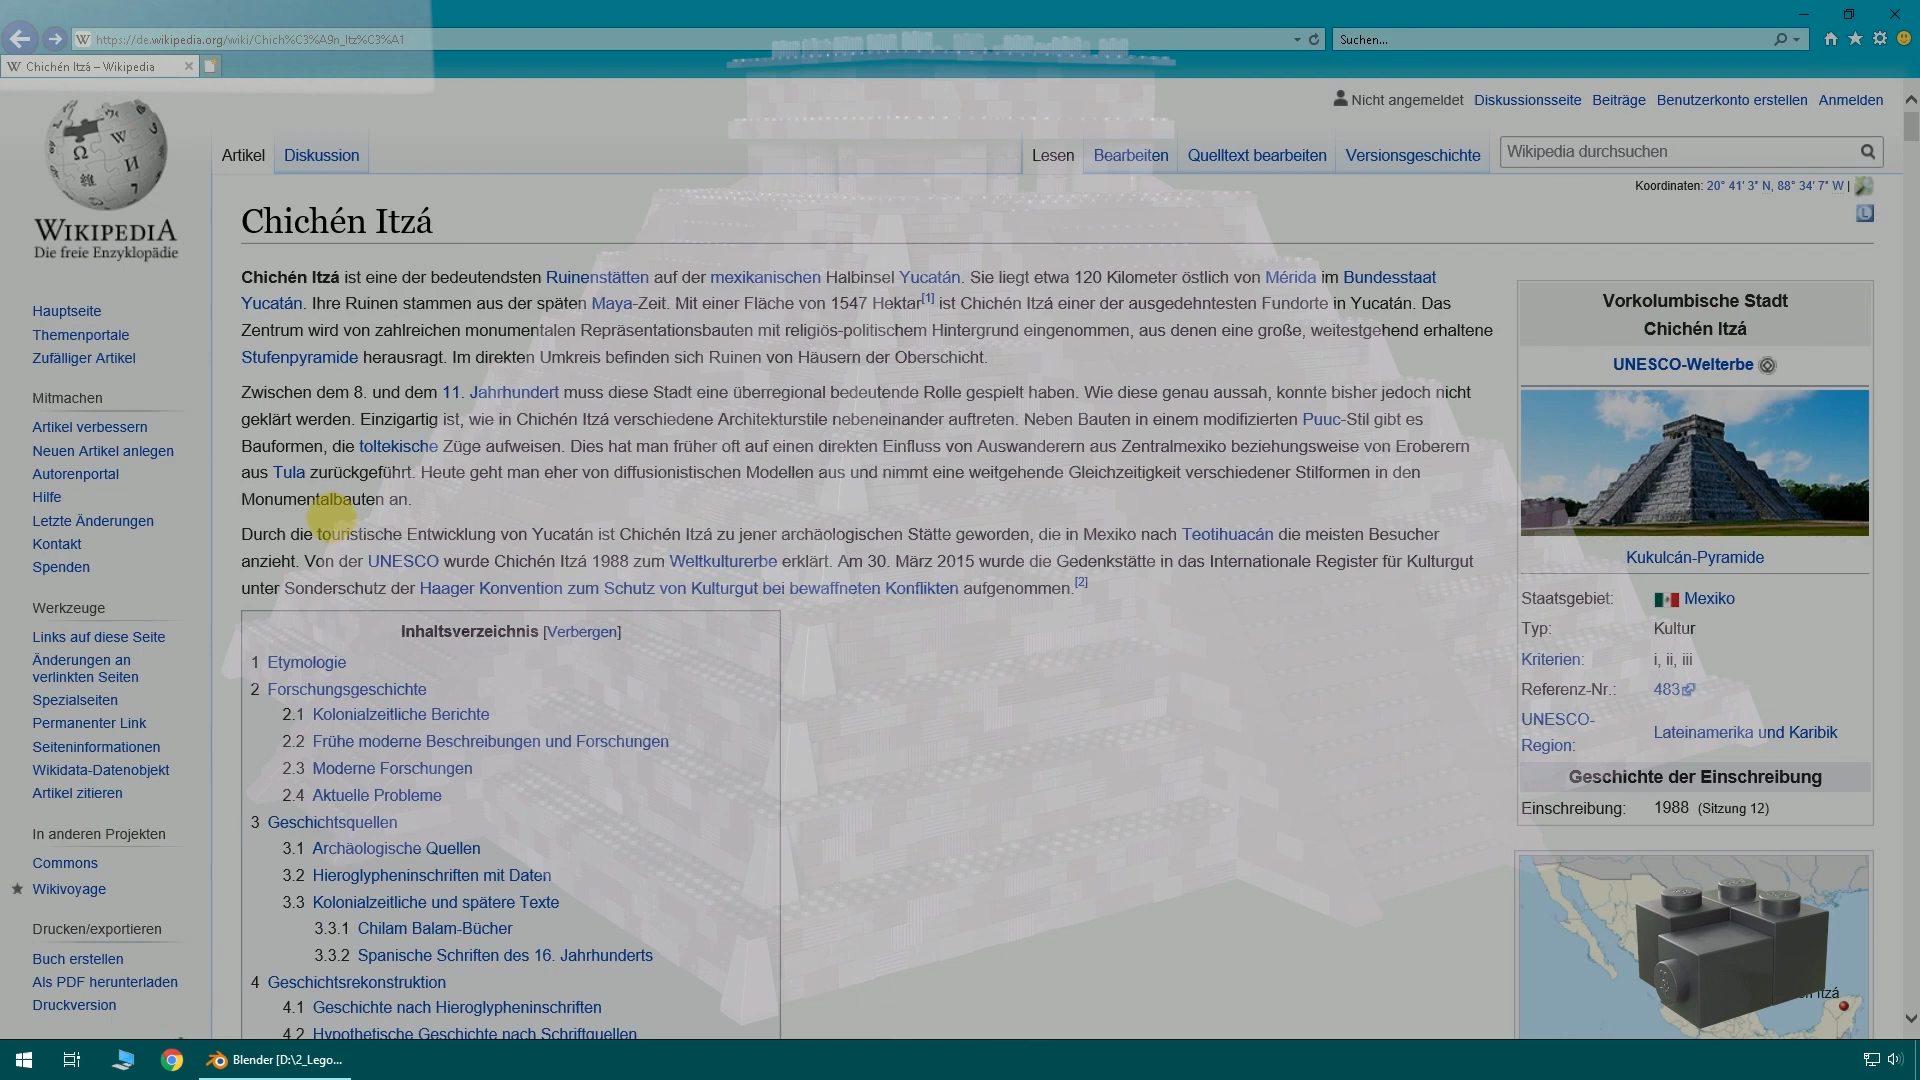 https://de.wikipedia.org/wiki/Chich%C3%A9n_Itz%C3%A1
Suchen...
Chichén Itzá – Wikipedia
Nicht angemeldet Diskussionsseite Beiträge Benutzerkonto erstellen Anmelden
Artikel Diskussion Lesen Bearbeiten Quelltext bearbeiten Versionsgeschichte Wikipedia durchsuchen
Koordinaten: 20° 41′ 3″ N, 88° 34′ 7″ W |
WIKIPEDIA
Die freie Enzyklopädie
Hauptseite
Themenportale
Zufälliger Artikel
Mitmachen
Artikel verbessern
Neuen Artikel anlegen
Autorenportal
Hilfe
Letzte Änderungen
Kontakt
Spenden
Werkzeuge
Links auf diese Seite
Änderungen an
verlinkten Seiten
Spezialseiten
Permanenter Link
Seiteninformationen
Wikidata-Datenobjekt
Artikel zitieren
In anderen Projekten
Commons
Wikivoyage
Drucken/exportieren
Buch erstellen
Als PDF herunterladen
Druckversion
Chichén Itzá
Chichén Itzá ist eine der bedeutendsten Ruinenstätten auf der mexikanischen Halbinsel Yucatán. Sie liegt etwa 120 Kilometer östlich von Mérida im Bundesstaat
Yucatán. Ihre Ruinen stammen aus der späten Maya-Zeit. Mit einer Fläche von 1547 Hektar[1] ist Chichén Itzá einer der ausgedehntesten Fundorte in Yucatán. Das
Zentrum wird von zahlreichen monumentalen Repräsentationsbauten mit religiös-politischem Hintergrund eingenommen, aus denen eine große, weitestgehend erhaltene
Stufenpyramide herausragt. Im direkten Umkreis befinden sich Ruinen von Häusern der Oberschicht.
Zwischen dem 8. und dem 11. Jahrhundert muss diese Stadt eine überregional bedeutende Rolle gespielt haben. Wie diese genau aussah, konnte bisher jedoch nicht
geklärt werden. Einzigartig ist, wie in Chichén Itzá verschiedene Architekturstile nebeneinander auftreten. Neben Bauten in einem modifizierten Puuc-Stil gibt es
Bauformen, die toltekische Züge aufweisen. Dies hat man früher oft auf einen direkten Einfluss von Auswanderern aus Zentralmexiko beziehungsweise von Eroberern
aus Tula zurückgeführt. Heute geht man eher von diffusionistischen Modellen aus und nimmt eine weitgehende Gleichzeitigkeit verschiedener Stilformen in den
Monumentalbauten an.
Durch die touristische Entwicklung von Yucatán ist Chichén Itzá zu jener archäologischen Stätte geworden, die in Mexiko nach Teotihuacán die meisten Besucher
anzieht. Von der UNESCO wurde Chichén Itzá 1988 zum Weltkulturerbe erklärt. Am 30. März 2015 wurde die Gedenkstätte in das Internationale Register für Kulturgut
unter Sonderschutz der Haager Konvention zum Schutz von Kulturgut bei bewaffneten Konflikten aufgenommen.[2]
Inhaltsverzeichnis [Verbergen]
1 Etymologie
2 Forschungsgeschichte
2.1 Kolonialzeitliche Berichte
2.2 Frühe moderne Beschreibungen und Forschungen
2.3 Moderne Forschungen
2.4 Aktuelle Probleme
3 Geschichtsquellen
3.1 Archäologische Quellen
3.2 Hieroglypheninschriften mit Daten
3.3 Kolonialzeitliche und spätere Texte
3.3.1 Chilam Balam-Bücher
3.3.2 Spanische Schriften des 16. Jahrhunderts
4 Geschichtsrekonstruktion
4.1 Geschichte nach Hieroglypheninschriften
4.2 Hypothetische Geschichte nach Schriftquellen
Vorkolumbische Stadt
Chichén Itzá
UNESCO-Welterbe
Kukulcán-Pyramide
Staatsgebiet: Mexiko
Typ: Kultur
Kriterien: i, ii, iii
Referenz-Nr.: 483
UNESCO-
Region: Lateinamerika und Karibik
Geschichte der Einschreibung
Einschreibung: 1988 (Sitzung 12)
Itzá
Blender [D:\2_Lego...